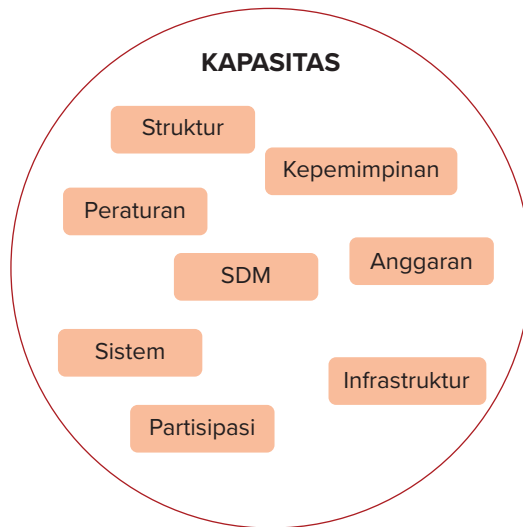 KAPASITAS
Struktur
Kepemimpinan
Peraturan
Anggaran
SDM
Sistem
Infrastruktur
Partisipasi